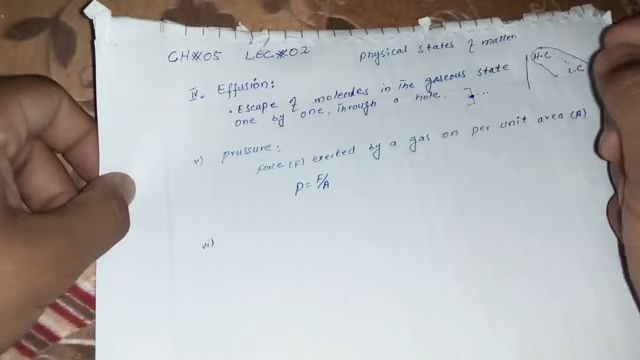 CH#05 LEC#02 Physical states of matter
IV. Effusion:
• Escape of molecules in the gaseous state
one by one, through a hole. ]...
H.C
L.C
v) Pressure:
Force (F) exerted by a gas on per unit area (A)
P = F/A
vi)